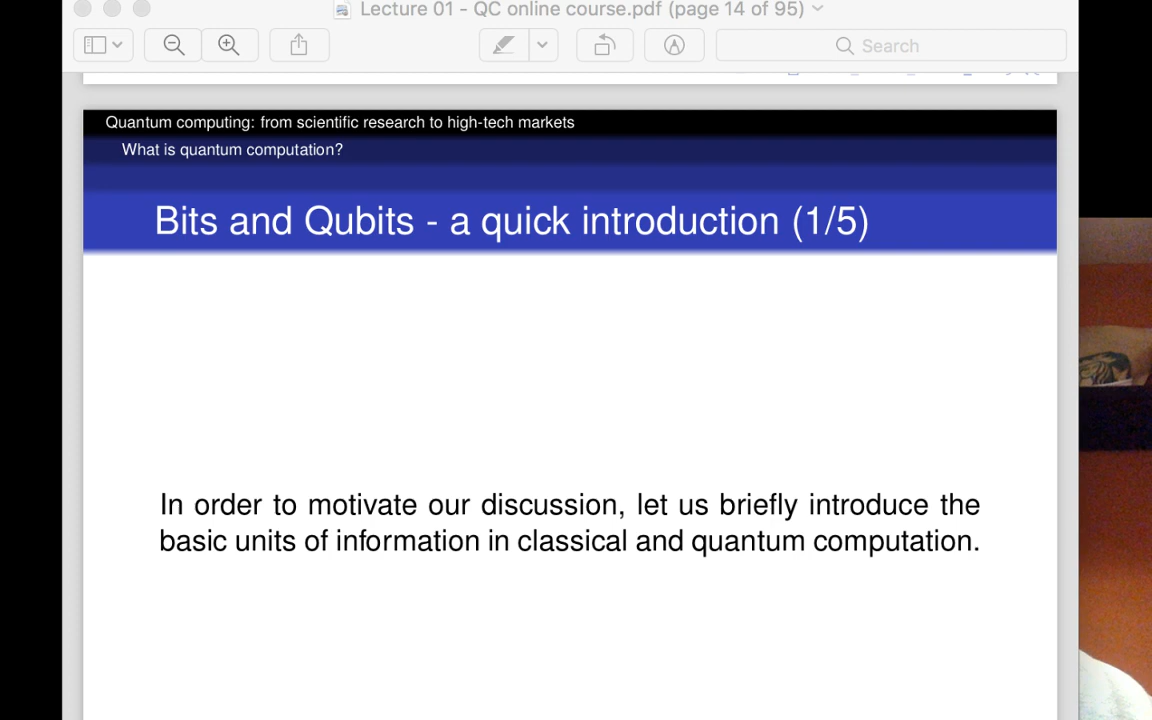 Lecture 01 - QC online course.pdf (page 14 of 95)
Search
Quantum computing: from scientific research to high-tech markets
What is quantum computation?
Bits and Qubits - a quick introduction (1/5)
In order to motivate our discussion, let us briefly introduce the
basic units of information in classical and quantum computation.